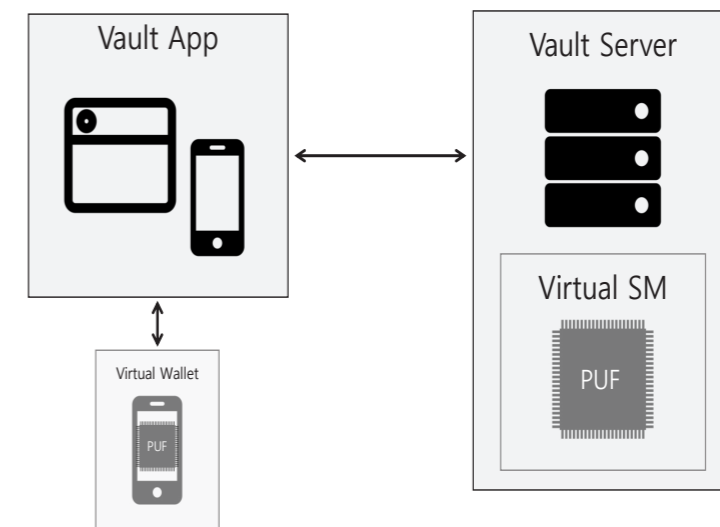 Vault App
Vault Server
Virtual SM
PUF
Virtual Wallet
PUF